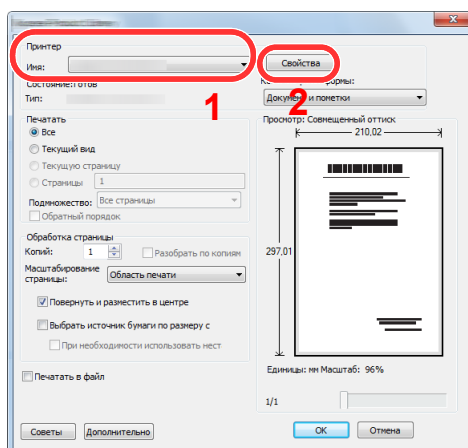 Принтер
Имя:
Свойства
Состояние:Готов
Тип:
1
2
Документ и пометки
Печатать
Все
Текущий вид
Текущую страницу
Страницы 1
Подмножество: Все страницы
Обратный порядок
Просмотр: Совмещенный оттиск
210,02
297,01
Обработка страницы
Копий: 1
Разобрать по копиям
Масштабирование страницы: Область печати
Повернуть и разместить в центре
Выбрать источник бумаги по размеру с
При необходимости использовать нест
Печатать в файл
Единицы: мм Масштаб: 96%
1/1
Советы
Дополнительно
OK
Отмена